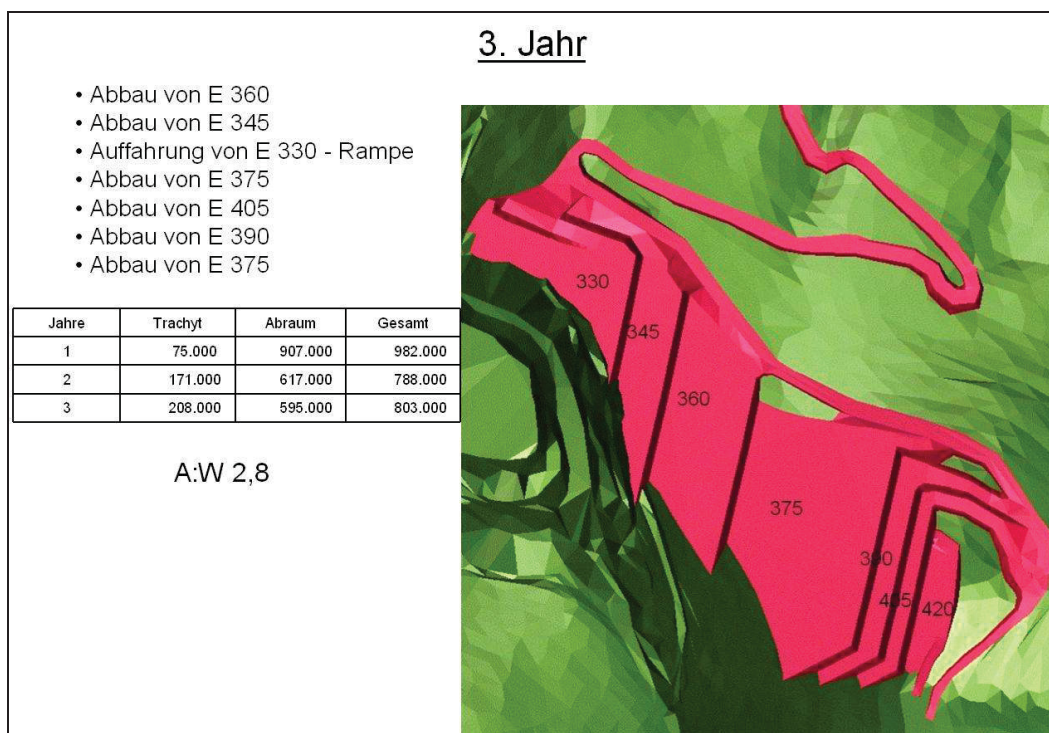 3. Jahr
• Abbau von E 360
• Abbau von E 345
• Auffahrung von E 330 - Rampe
• Abbau von E 375
• Abbau von E 405
• Abbau von E 390
• Abbau von E 375
Jahre Trachyt Abraum Gesamt
1 75.000 907.000 982.000
2 171.000 617.000 788.000
3 208.000 595.000 803.000
A:W 2,8
330
345
360
375
390
405
420